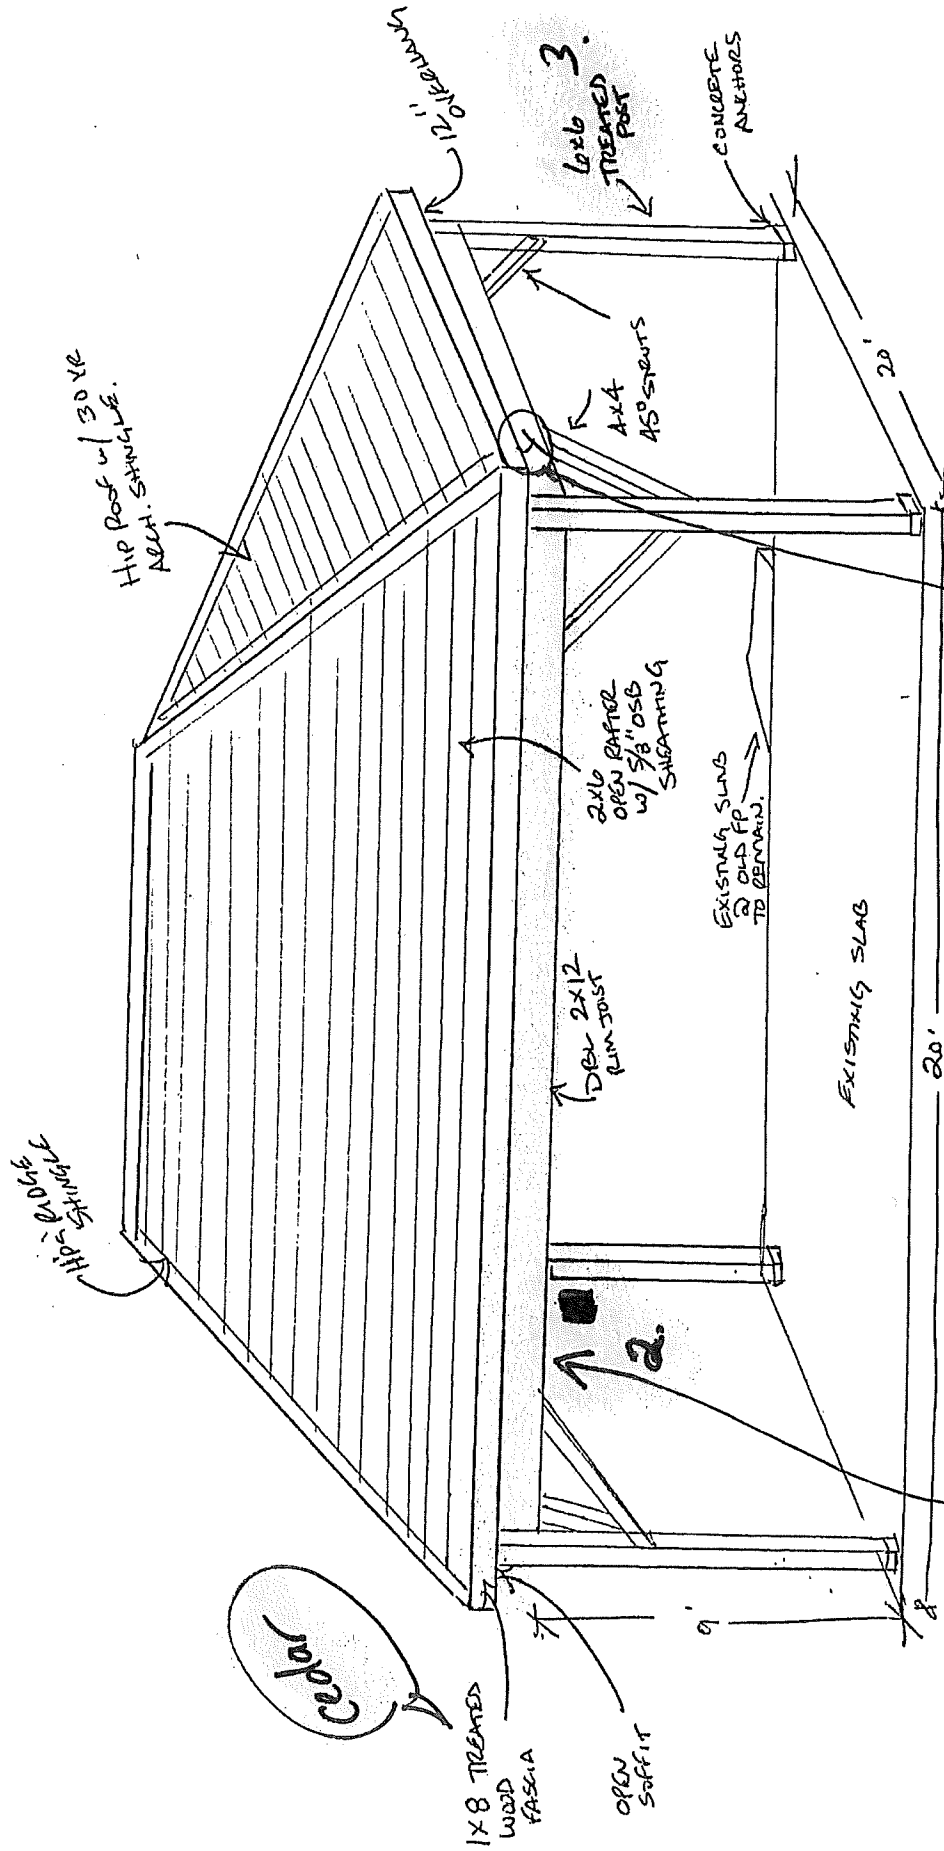 HIP & RIDGE
SHINGLE
HIP ROOF w/ 30 YR
ARCH. SHINGLE.
12"
OVERHANG
cedar
1x8 TREATED
WOOD
FASCIA
OPEN
SOFFIT
2.
DBL 2x12
RIM JOIST
2x6
OPEN RAFTER
w/ 5/8" OSB
SHEATHING
4x4
45° STRUTS
6x6 3.
TREATED
POST
CONCRETE
ANCHORS
EXISTING SLAB
@ OLD FP
TO REMAIN.
EXISTING SLAB
9'
8
20'
20'